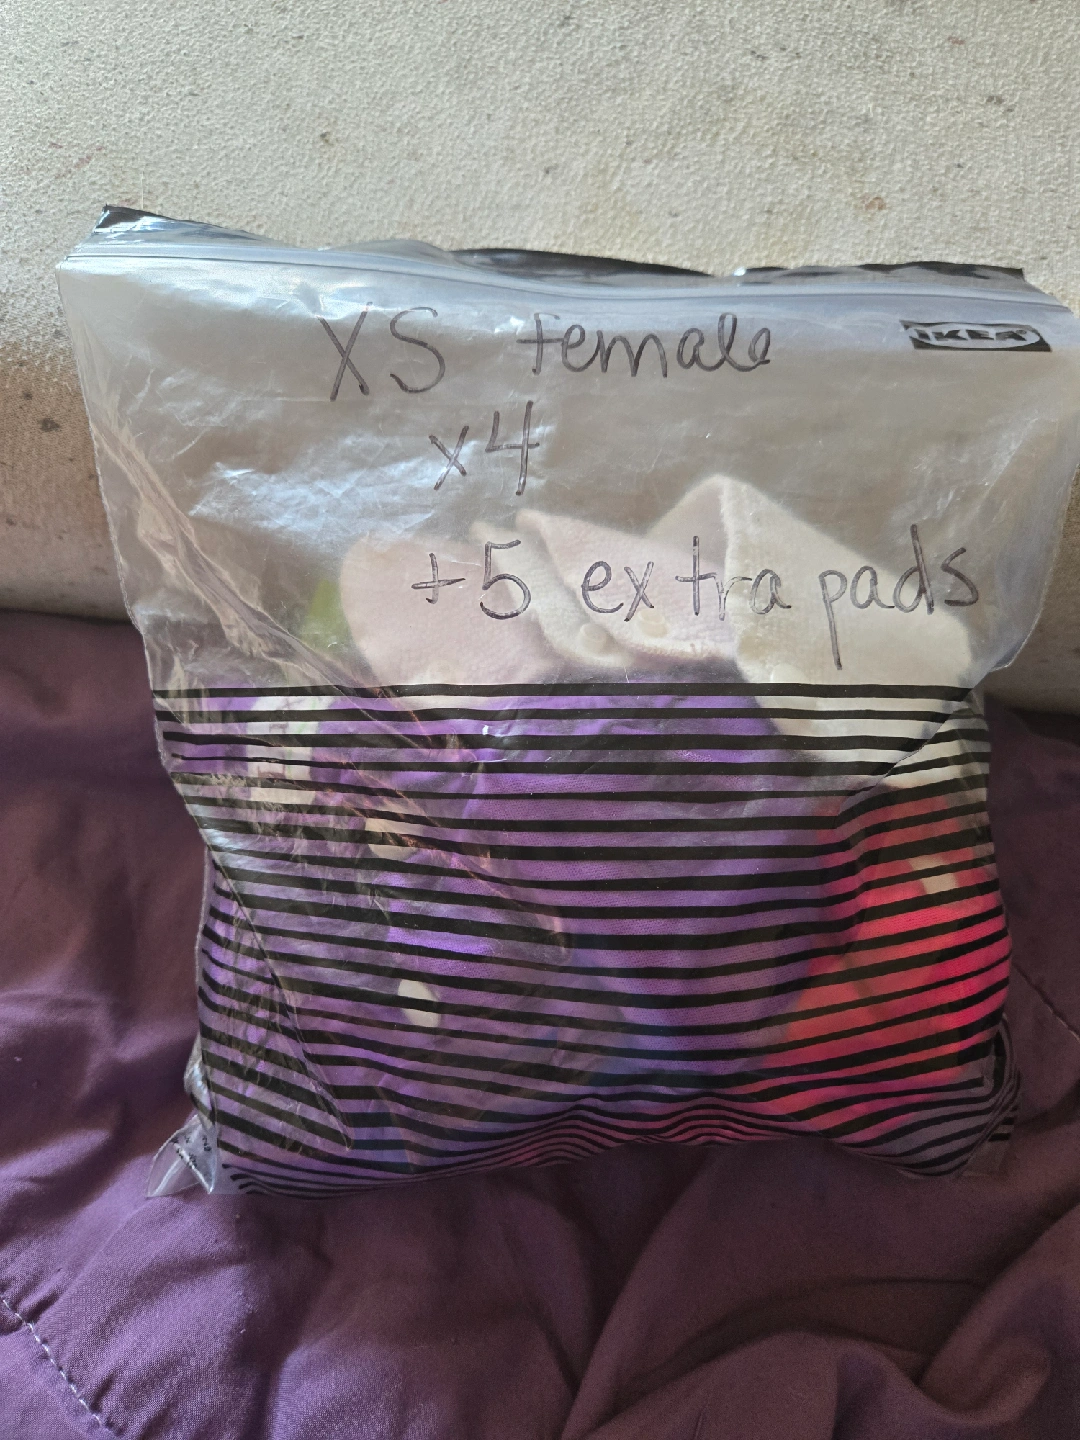 XS Female
IKEA
x4
+5 extra pads